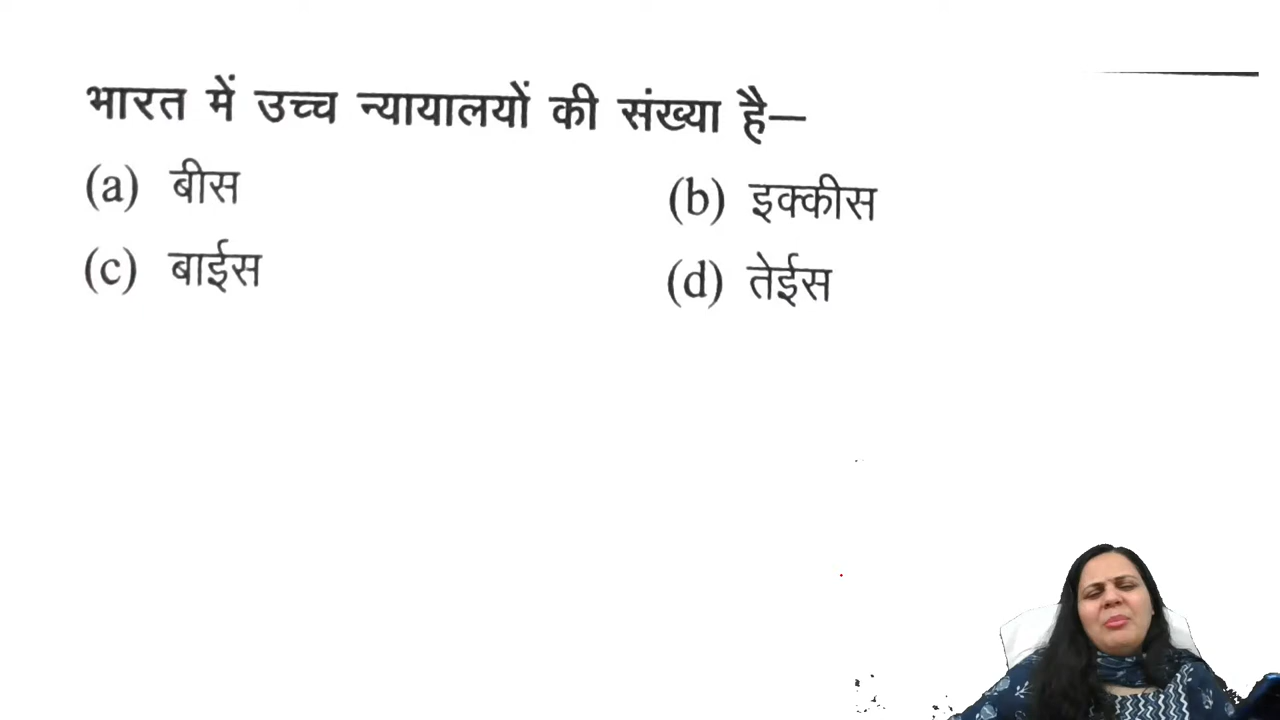 भारत में उच्च न्यायालयों की संख्या है—
(a) बीस (b) इक्कीस
(c) बाईस (d) तेईस